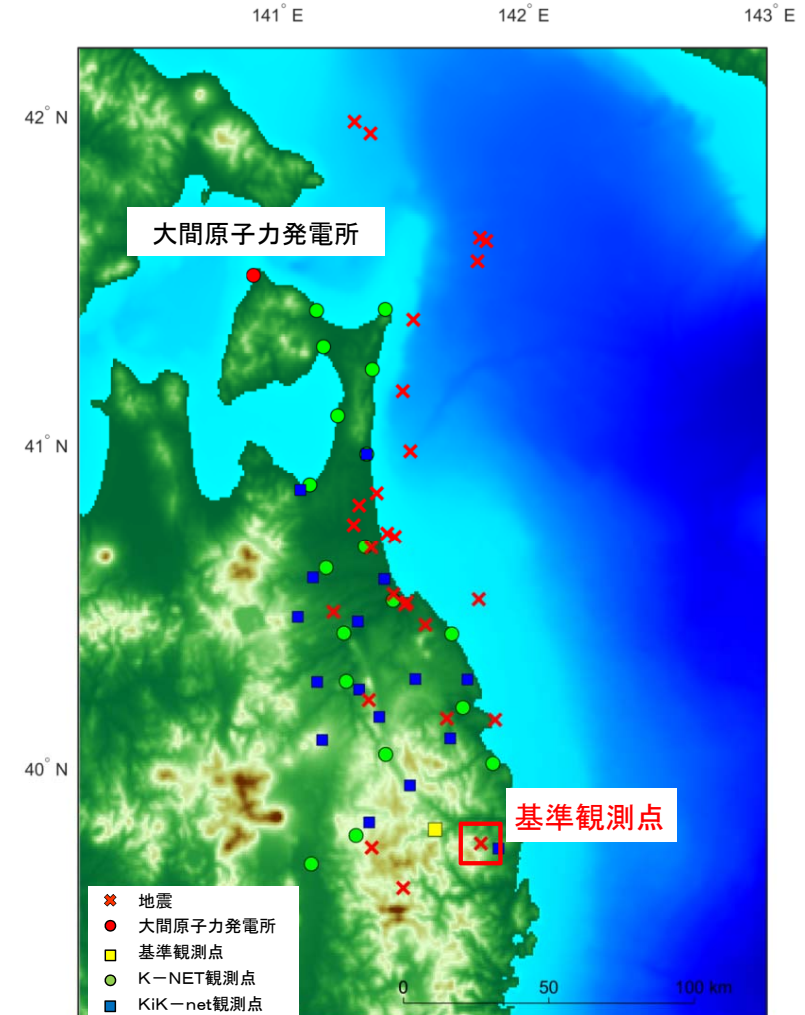 141° E
142° E
143° E
42° N
大間原子力発電所
41° N
40° N
基準観測点
地震
大間原子力発電所
基準観測点
K－NET観測点
KiK－net観測点
0
50
100 km